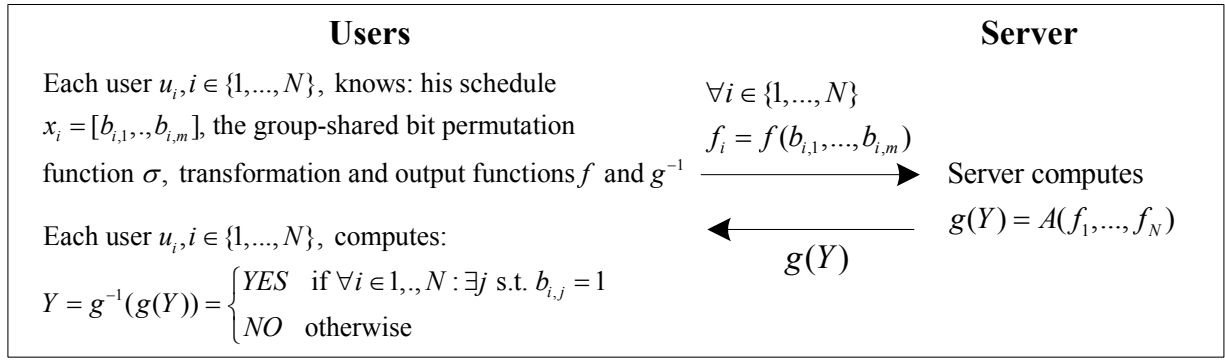 Users
Each user u_i, i ∈ {1,...,N}, knows: his schedule
x_i = [b_{i,1},.,b_{i,m}], the group-shared bit permutation
function σ, transformation and output functions f and g^{-1}
Each user u_i, i ∈ {1,...,N}, computes:
Y = g^{-1}(g(Y)) = { YES if ∀i ∈ 1,., N : ∃j s.t. b_{i,j} = 1
NO otherwise
∀i ∈ {1,...,N}
f_i = f(b_{i,1},...,b_{i,m})
g(Y)
Server
Server computes
g(Y) = A(f_1,...,f_N)